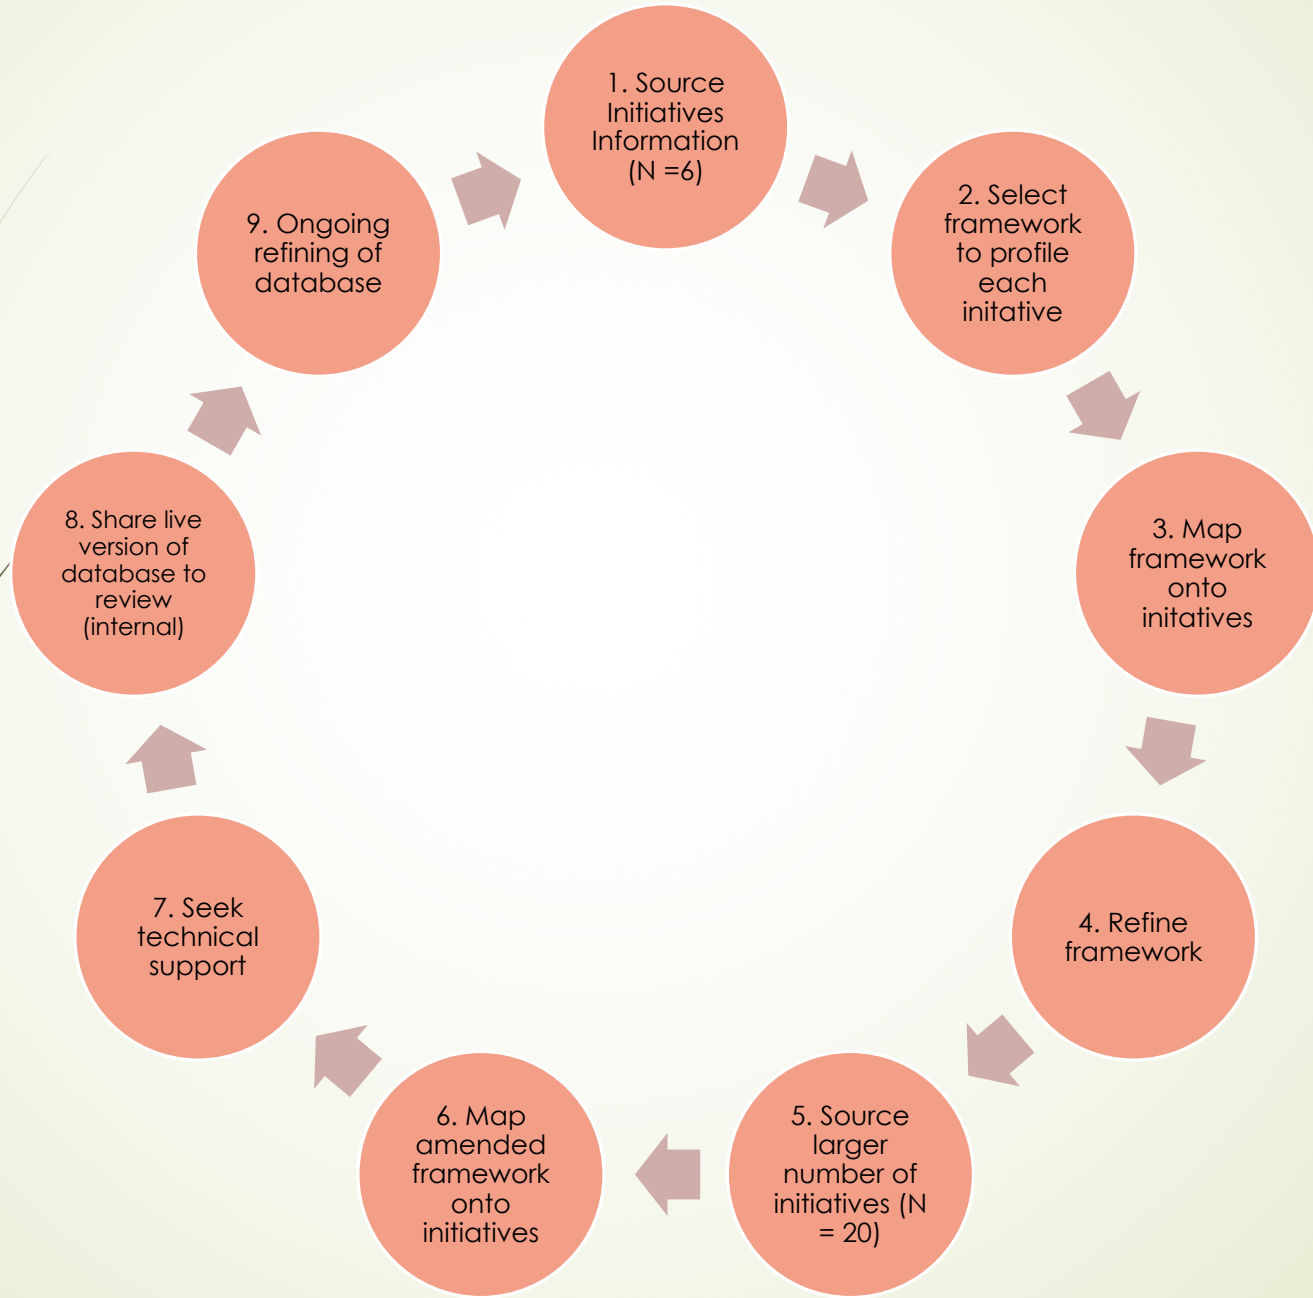 1. Source
Initiatives
Information
(N =6)
2. Select
framework
to profile
each
initative
3. Map
framework
onto
initatives
4. Refine
framework
5. Source
larger
number of
initiatives (N
= 20)
6. Map
amended
framework
onto
initiatives
7. Seek
technical
support
8. Share live
version of
database to
review
(internal)
9. Ongoing
refining of
database